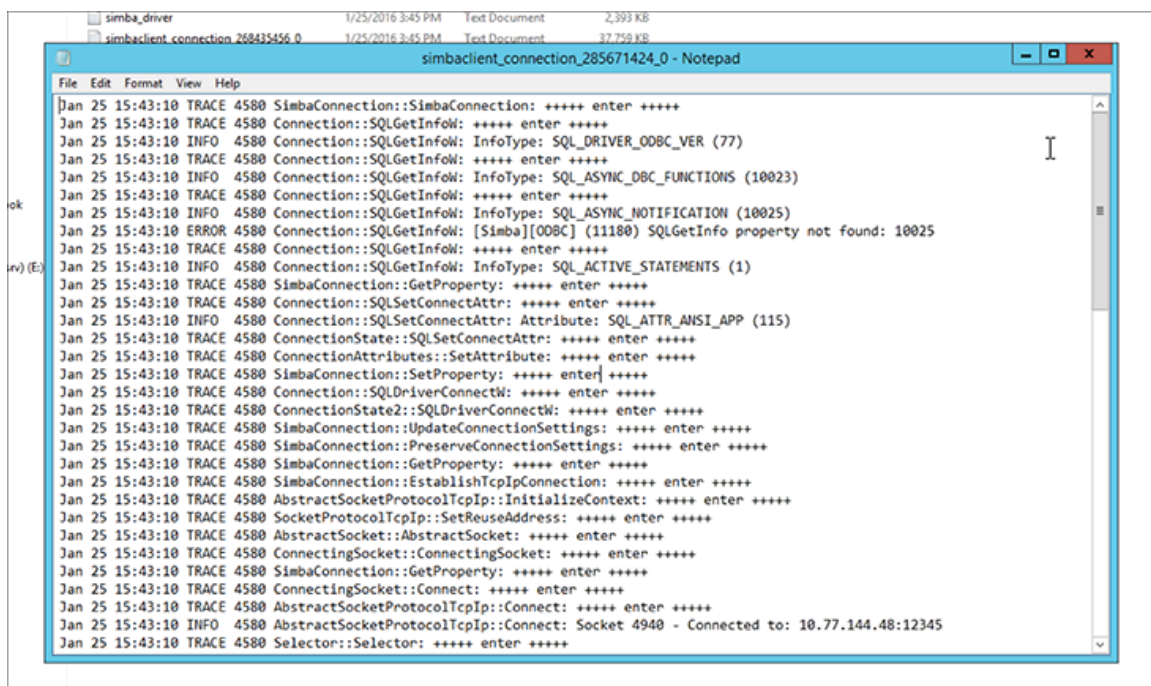 simba_driver 1/25/2016 3:45 PM Text Document 2,393 KB
simbaclient_connection_268435456_0 1/25/2016 3:45 PM Text Document 37,759 KB
simbaclient_connection_285671424_0 - Notepad
File Edit Format View Help
Jan 25 15:43:10 TRACE 4580 SimbaConnection::SimbaConnection: +++++ enter +++++
Jan 25 15:43:10 TRACE 4580 Connection::SQLGetInfoW: +++++ enter +++++
Jan 25 15:43:10 INFO 4580 Connection::SQLGetInfoW: InfoType: SQL_DRIVER_ODBC_VER (77)
Jan 25 15:43:10 TRACE 4580 Connection::SQLGetInfoW: +++++ enter +++++
Jan 25 15:43:10 INFO 4580 Connection::SQLGetInfoW: InfoType: SQL_ASYNC_DBC_FUNCTIONS (10023)
Jan 25 15:43:10 TRACE 4580 Connection::SQLGetInfoW: +++++ enter +++++
Jan 25 15:43:10 INFO 4580 Connection::SQLGetInfoW: InfoType: SQL_ASYNC_NOTIFICATION (10025)
Jan 25 15:43:10 ERROR 4580 Connection::SQLGetInfoW: [Simba][ODBC] (11180) SQLGetInfo property not found: 10025
Jan 25 15:43:10 TRACE 4580 Connection::SQLGetInfoW: +++++ enter +++++
Jan 25 15:43:10 INFO 4580 Connection::SQLGetInfoW: InfoType: SQL_ACTIVE_STATEMENTS (1)
Jan 25 15:43:10 TRACE 4580 SimbaConnection::GetProperty: +++++ enter +++++
Jan 25 15:43:10 TRACE 4580 Connection::SQLSetConnectAttr: +++++ enter +++++
Jan 25 15:43:10 INFO 4580 Connection::SQLSetConnectAttr: Attribute: SQL_ATTR_ANSI_APP (115)
Jan 25 15:43:10 TRACE 4580 ConnectionState::SQLSetConnectAttr: +++++ enter +++++
Jan 25 15:43:10 TRACE 4580 ConnectionAttributes::SetAttribute: +++++ enter +++++
Jan 25 15:43:10 TRACE 4580 SimbaConnection::SetProperty: +++++ enter +++++
Jan 25 15:43:10 TRACE 4580 Connection::SQLDriverConnectW: +++++ enter +++++
Jan 25 15:43:10 TRACE 4580 ConnectionState2::SQLDriverConnectW: +++++ enter +++++
Jan 25 15:43:10 TRACE 4580 SimbaConnection::UpdateConnectionSettings: +++++ enter +++++
Jan 25 15:43:10 TRACE 4580 SimbaConnection::PreserveConnectionSettings: +++++ enter +++++
Jan 25 15:43:10 TRACE 4580 SimbaConnection::GetProperty: +++++ enter +++++
Jan 25 15:43:10 TRACE 4580 SimbaConnection::EstablishTcpIpConnection: +++++ enter +++++
Jan 25 15:43:10 TRACE 4580 AbstractSocketProtocolTcpIp::InitializeContext: +++++ enter +++++
Jan 25 15:43:10 TRACE 4580 SocketProtocolTcpIp::SetReuseAddress: +++++ enter +++++
Jan 25 15:43:10 TRACE 4580 AbstractSocket::AbstractSocket: +++++ enter +++++
Jan 25 15:43:10 TRACE 4580 ConnectingSocket::ConnectingSocket: +++++ enter +++++
Jan 25 15:43:10 TRACE 4580 SimbaConnection::GetProperty: +++++ enter +++++
Jan 25 15:43:10 TRACE 4580 ConnectingSocket::Connect: +++++ enter +++++
Jan 25 15:43:10 TRACE 4580 AbstractSocketProtocolTcpIp::Connect: +++++ enter +++++
Jan 25 15:43:10 INFO 4580 AbstractSocketProtocolTcpIp::Connect: Socket 4940 - Connected to: 10.77.144.48:12345
Jan 25 15:43:10 TRACE 4580 Selector::Selector: +++++ enter +++++
ok
srv) (E:)